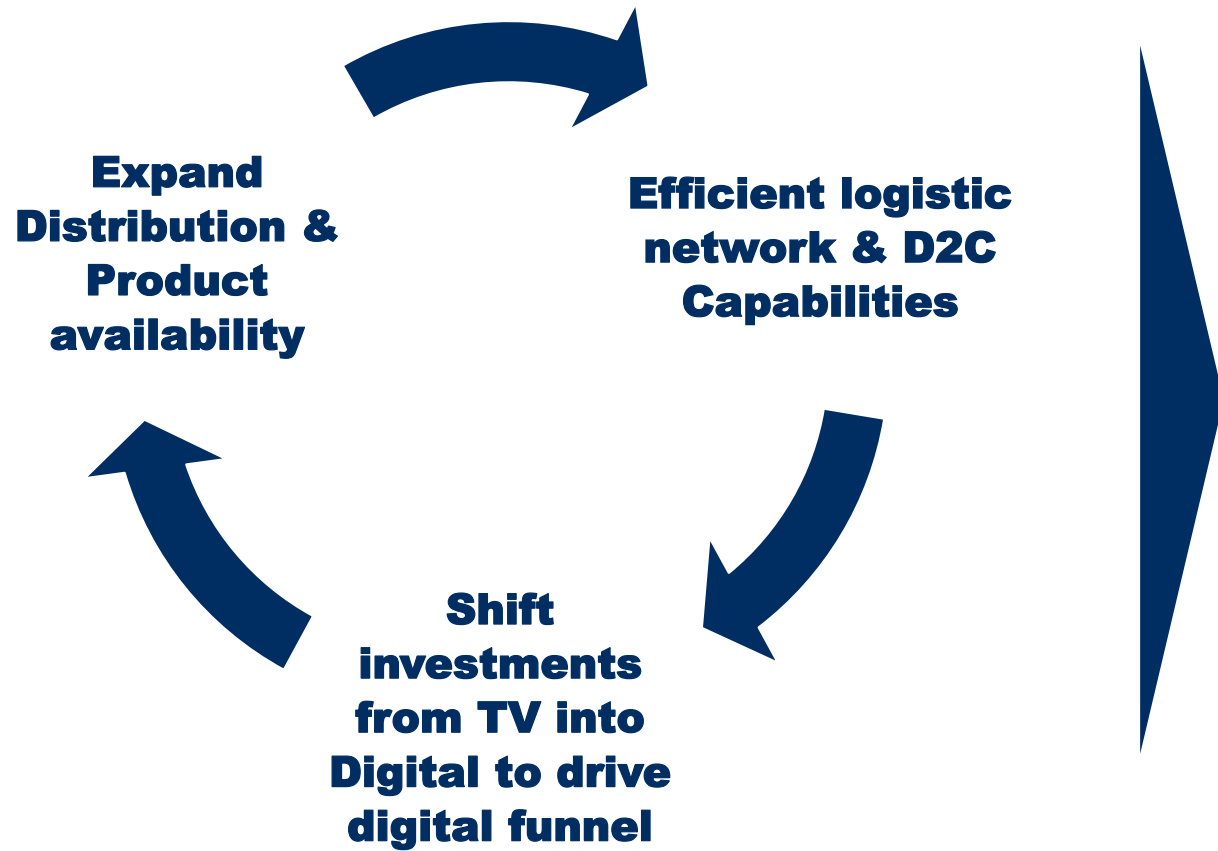 Expand
Distribution &
Product
availability
Efficient logistic
network & D2C
Capabilities
Shift
investments
from TV into
Digital to drive
digital funnel